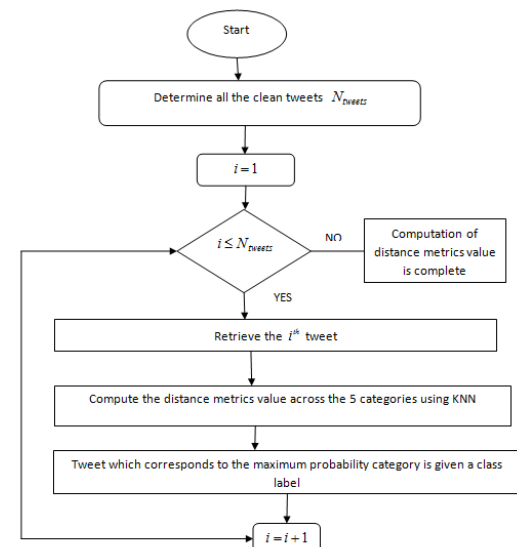 Start
Determine all the clean tweets N_tweets
i=1
i ≤ N_tweets
NO
Computation of
distance metrics value
is complete
YES
Retrieve the i^th tweet
Compute the distance metrics value across the 5 categories using KNN
Tweet which corresponds to the maximum probability category is given a class
label
i=i+1